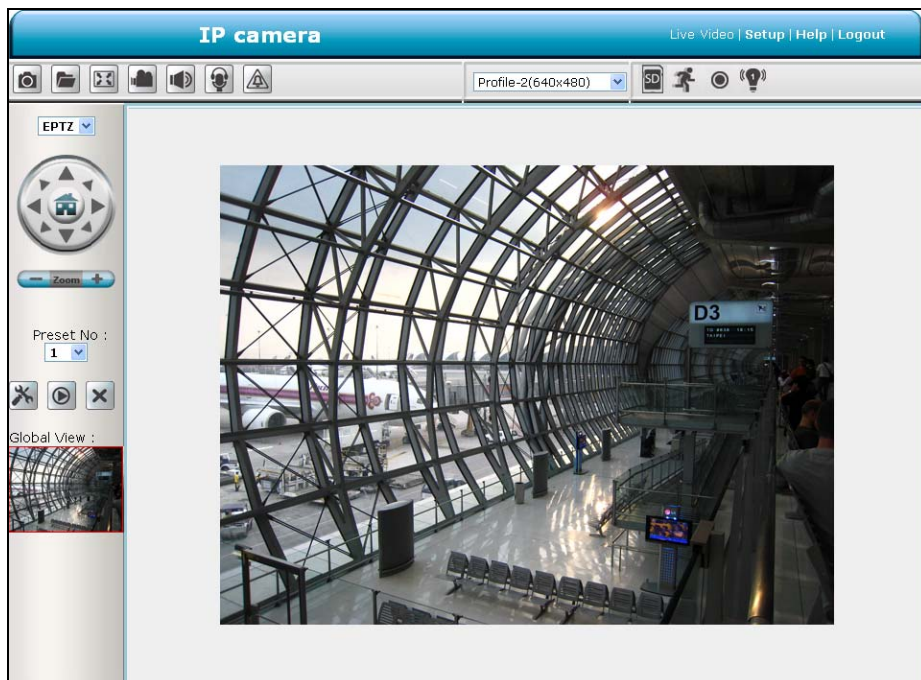 IP camera
Live Video | Setup | Help | Logout
Profile-2(640x480)
SD
EPTZ
Zoom
Preset No :
1
Global View :
D3
TAIPEI